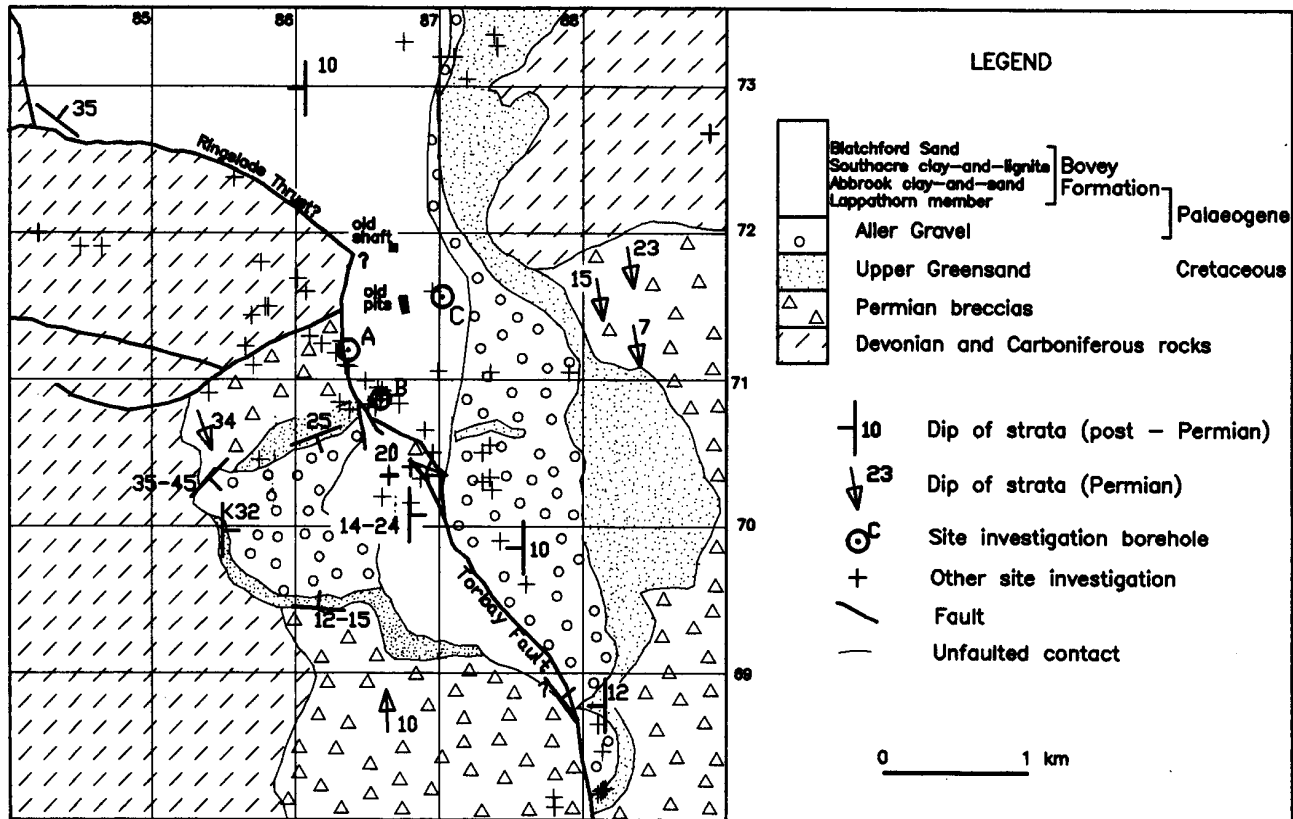 85 86 87 88
10
73
35
Ringslade Thrust?
old
shaft
?
72
23
15
old
pits
7
C
A
71
B
34
25
20
35-45
K32
14-24
70
10
Torbay Fault
12-15
69
?
12
10
LEGEND
Blatchford Sand
Southacre clay-and-lignite
Abbrook clay-and-sand
Lappathorn member
Bovey
Formation
Palaeogene
Aller Gravel
Upper Greensand
Cretaceous
Permian breccias
Devonian and Carboniferous rocks
10 Dip of strata (post - Permian)
23 Dip of strata (Permian)
C Site investigation borehole
+ Other site investigation
Fault
Unfaulted contact
0 1 km